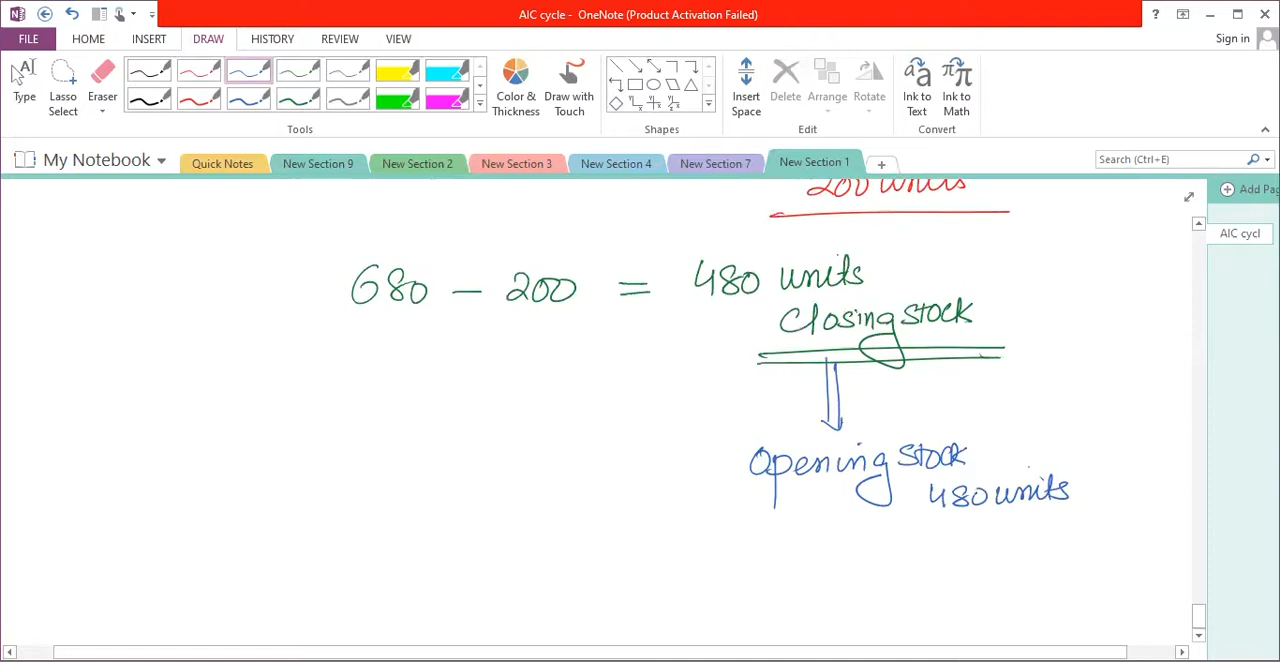 AIC cycle - OneNote (Product Activation Failed)
?
FILE HOME INSERT DRAW HISTORY REVIEW VIEW
Sign in
Type
Lasso Select
Eraser
Color & Thickness
Draw with Touch
Insert Space
Delete
Arrange
Rotate
Ink to Text
Ink to Math
Tools
Shapes
Edit
Convert
My Notebook
Quick Notes
New Section 9
New Section 2
New Section 3
New Section 4
New Section 7
New Section 1
Search (Ctrl+E)
Add Pag
AIC cycl
200 units
680 - 200 = 480 units
Closing stock
Opening stock
480 units